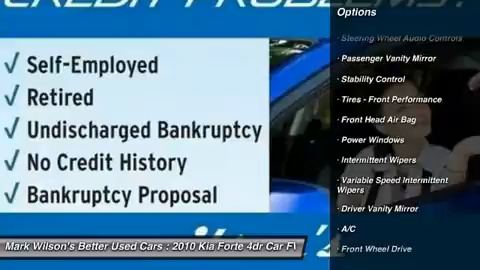 CREDIT PROBLEMS?
✓ Self-Employed
✓ Retired
✓ Undischarged Bankruptcy
✓ No Credit History
✓ Bankruptcy Proposal
Mark Wilson's Better Used Cars : 2010 Kia Forte 4dr Car F
Options
· Steering Wheel Audio Controls
· Passenger Vanity Mirror
· Stability Control
· Tires - Front Performance
· Front Head Air Bag
· Power Windows
· Intermittent Wipers
· Variable Speed Intermittent
Wipers
· Driver Vanity Mirror
· A/C
· Front Wheel Drive